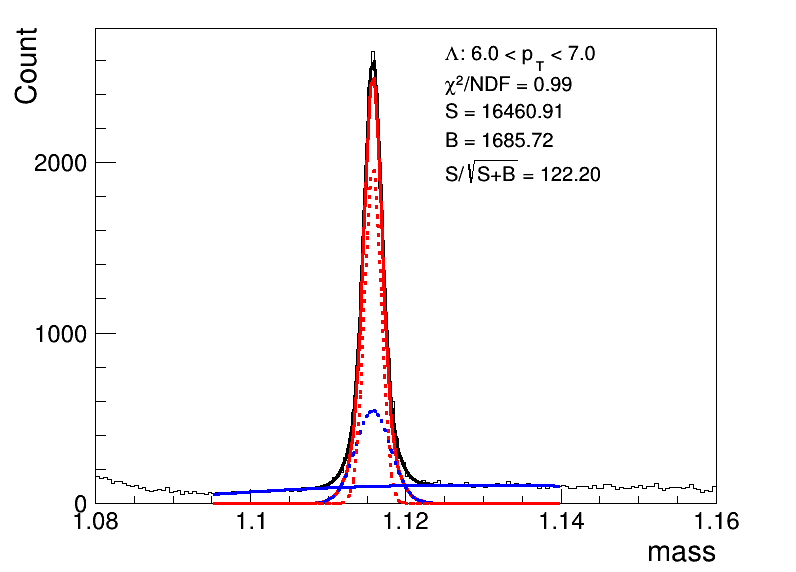 Count
Λ: 6.0 < p_T < 7.0
χ²/NDF = 0.99
S = 16460.91
B = 1685.72
S/√S+B = 122.20
2000
1000
0
1.08 1.1 1.12 1.14 1.16
mass